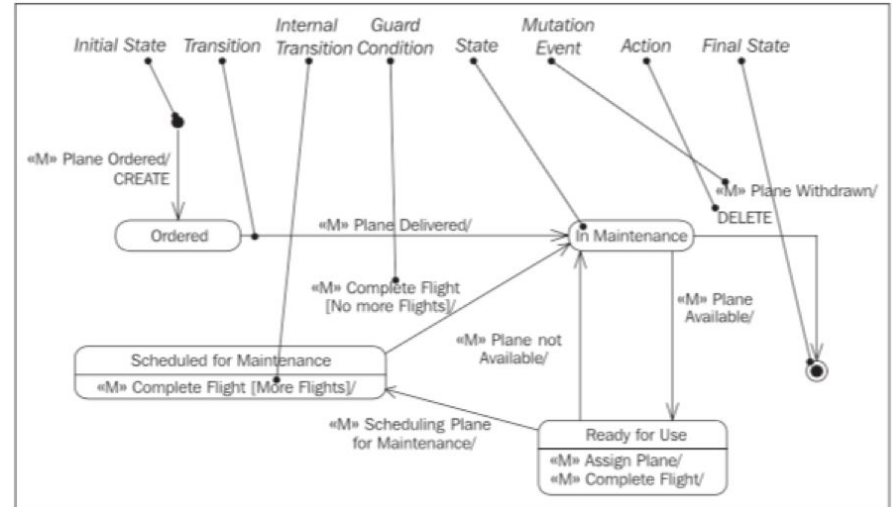 Initial State
Transition
Internal
Transition
Guard
Condition
State
Mutation
Event
Action
Final State
«M» Plane Ordered/
CREATE
«M» Plane Withdrawn/
DELETE
Ordered
«M» Plane Delivered/
In Maintenance
«M» Complete Flight
[No more Flights]/
«M» Plane
Available/
«M» Plane not
Available/
Scheduled for Maintenance
«M» Complete Flight [More Flights]/
«M» Scheduling Plane
for Maintenance/
Ready for Use
«M» Assign Plane/
«M» Complete Flight/